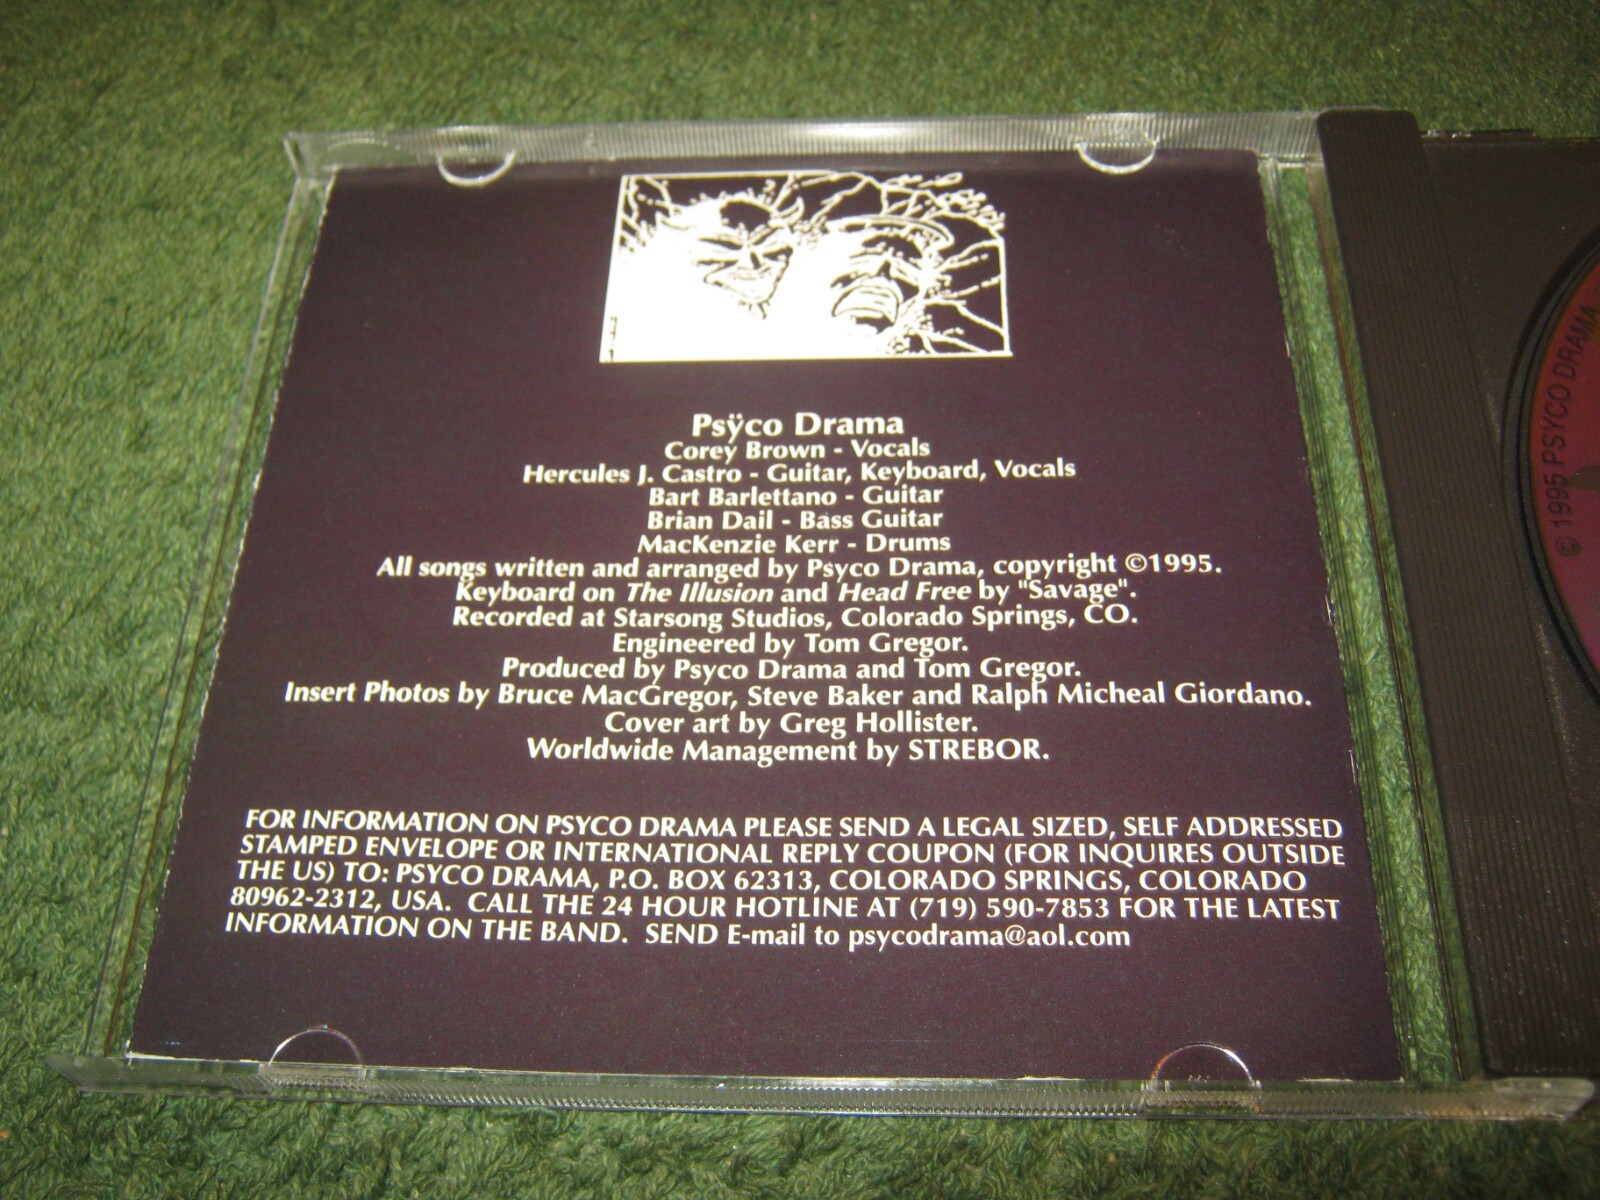 Psÿco Drama
Corey Brown - Vocals
Hercules J. Castro - Guitar, Keyboard, Vocals
Bart Barlettano - Guitar
Brian Dail - Bass Guitar
MacKenzie Kerr - Drums
All songs written and arranged by Psyco Drama, copyright ©1995.
Keyboard on The Illusion and Head Free by "Savage".
Recorded at Starsong Studios, Colorado Springs, CO.
Engineered by Tom Gregor.
Produced by Psyco Drama and Tom Gregor.
Insert Photos by Bruce MacGregor, Steve Baker and Ralph Micheal Giordano.
Cover art by Greg Hollister.
Worldwide Management by STREBOR.
FOR INFORMATION ON PSYCO DRAMA PLEASE SEND A LEGAL SIZED, SELF ADDRESSED
STAMPED ENVELOPE OR INTERNATIONAL REPLY COUPON (FOR INQUIRES OUTSIDE
THE US) TO: PSYCO DRAMA, P.O. BOX 62313, COLORADO SPRINGS, COLORADO
80962-2312, USA. CALL THE 24 HOUR HOTLINE AT (719) 590-7853 FOR THE LATEST
INFORMATION ON THE BAND. SEND E-mail to psycodrama@aol.com
© 1995 PSYCO DRAMA